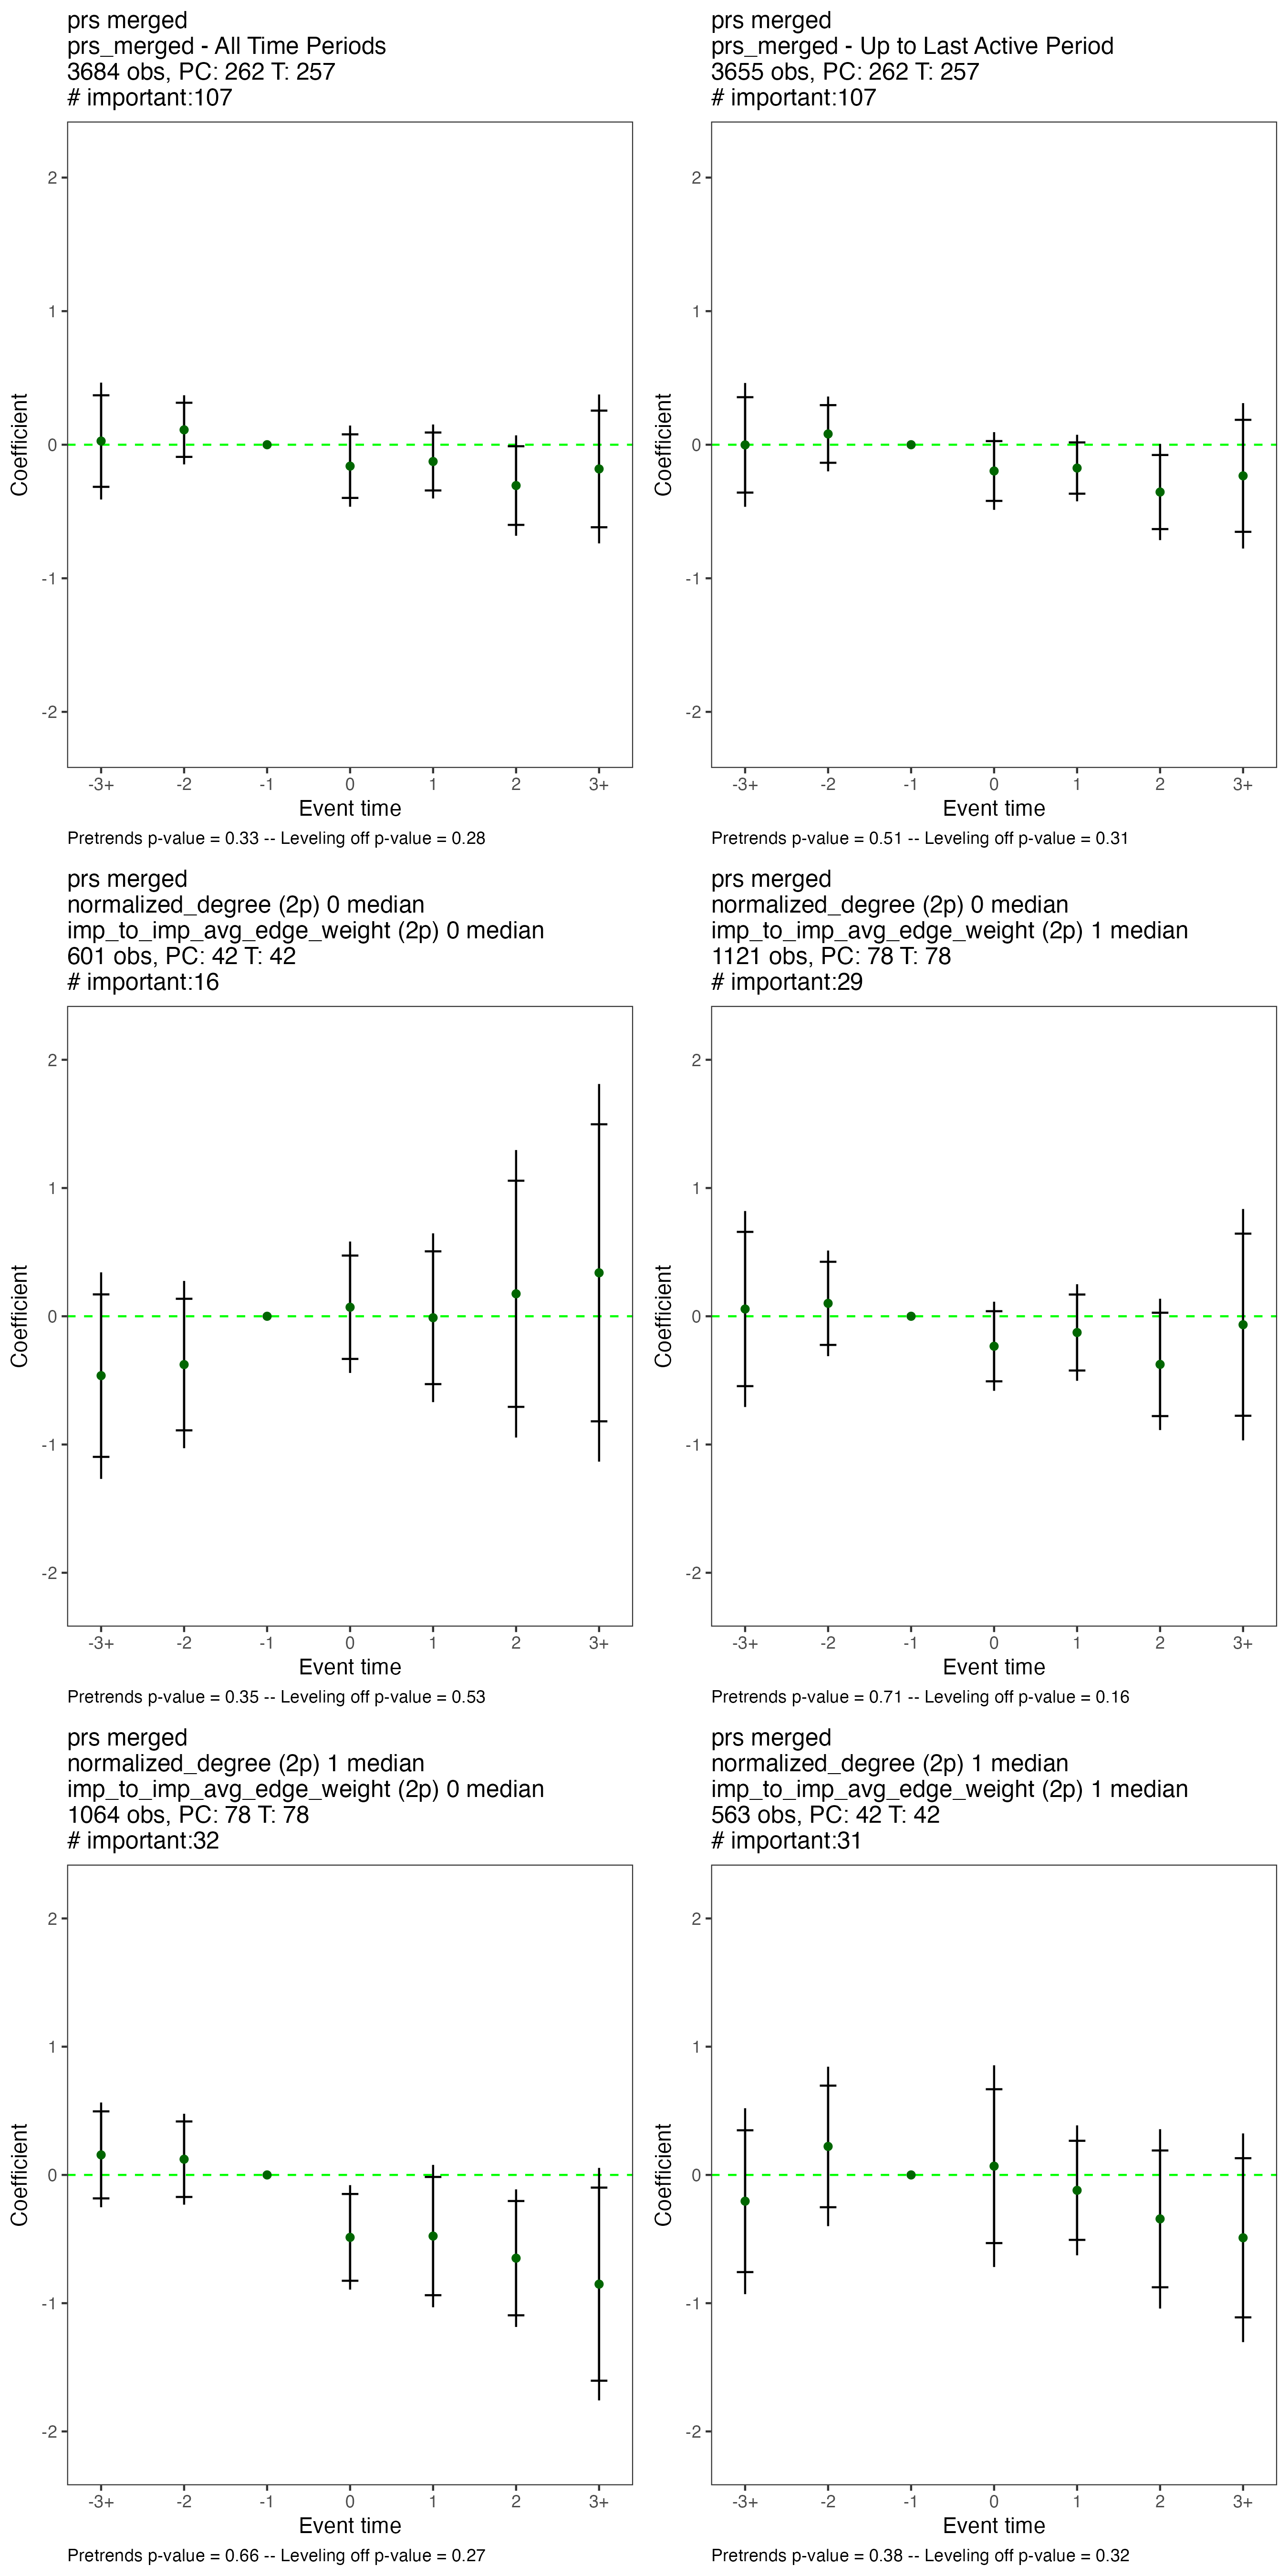 prs merged
prs_merged - All Time Periods
3684 obs, PC: 262 T: 257
# important:107
Coefficient
2
1
0
-1
-2
-3+ -2 -1 0 1 2 3+
Event time
Pretrends p-value = 0.33 -- Leveling off p-value = 0.28
prs merged
prs_merged - Up to Last Active Period
3655 obs, PC: 262 T: 257
# important:107
Coefficient
2
1
0
-1
-2
-3+ -2 -1 0 1 2 3+
Event time
Pretrends p-value = 0.51 -- Leveling off p-value = 0.31
prs merged
normalized_degree (2p) 0 median
imp_to_imp_avg_edge_weight (2p) 0 median
601 obs, PC: 42 T: 42
# important:16
Coefficient
2
1
0
-1
-2
-3+ -2 -1 0 1 2 3+
Event time
Pretrends p-value = 0.35 -- Leveling off p-value = 0.53
prs merged
normalized_degree (2p) 0 median
imp_to_imp_avg_edge_weight (2p) 1 median
1121 obs, PC: 78 T: 78
# important:29
Coefficient
2
1
0
-1
-2
-3+ -2 -1 0 1 2 3+
Event time
Pretrends p-value = 0.71 -- Leveling off p-value = 0.16
prs merged
normalized_degree (2p) 1 median
imp_to_imp_avg_edge_weight (2p) 0 median
1064 obs, PC: 78 T: 78
# important:32
Coefficient
2
1
0
-1
-2
-3+ -2 -1 0 1 2 3+
Event time
Pretrends p-value = 0.66 -- Leveling off p-value = 0.27
prs merged
normalized_degree (2p) 1 median
imp_to_imp_avg_edge_weight (2p) 1 median
563 obs, PC: 42 T: 42
# important:31
Coefficient
2
1
0
-1
-2
-3+ -2 -1 0 1 2 3+
Event time
Pretrends p-value = 0.38 -- Leveling off p-value = 0.32